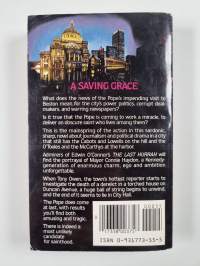 A SAVING GRACE
What does the news of the Pope's impending visit to
Boston mean for the city's power politics, corrupt deal-
makers, and warring newspapers?
Is it true that the Pope is coming to work a miracle, to
deliver an obscure saint who lives among them?
This is the mainspring of the action in this sardonic,
sharp, novel about journalism and political drama in a city
still has the Cabots and Lowells on the hill and the
O'Tooles and the McCarthys at the harbor.
Admirers of Edwin O'Connor's THE LAST HURRAH will
find the portrayal of Mayor Conste Haydon, a Kennedy-
generation of enormous charm, ego and ambition
unforgettable.
When Tony Owen, the town's hottest reporter starts to
investigate the death of a derelict in a torched house on
Duncan Avenue, a huge ball of string begins to unwind,
and the end of it seems to be in City Hall.
The Pope does come
at last, with results
you'll find both
amusing and tragic.
There is indeed a
most unlikely
candidate for
sainthood.
ISBN 0-931773-55-5